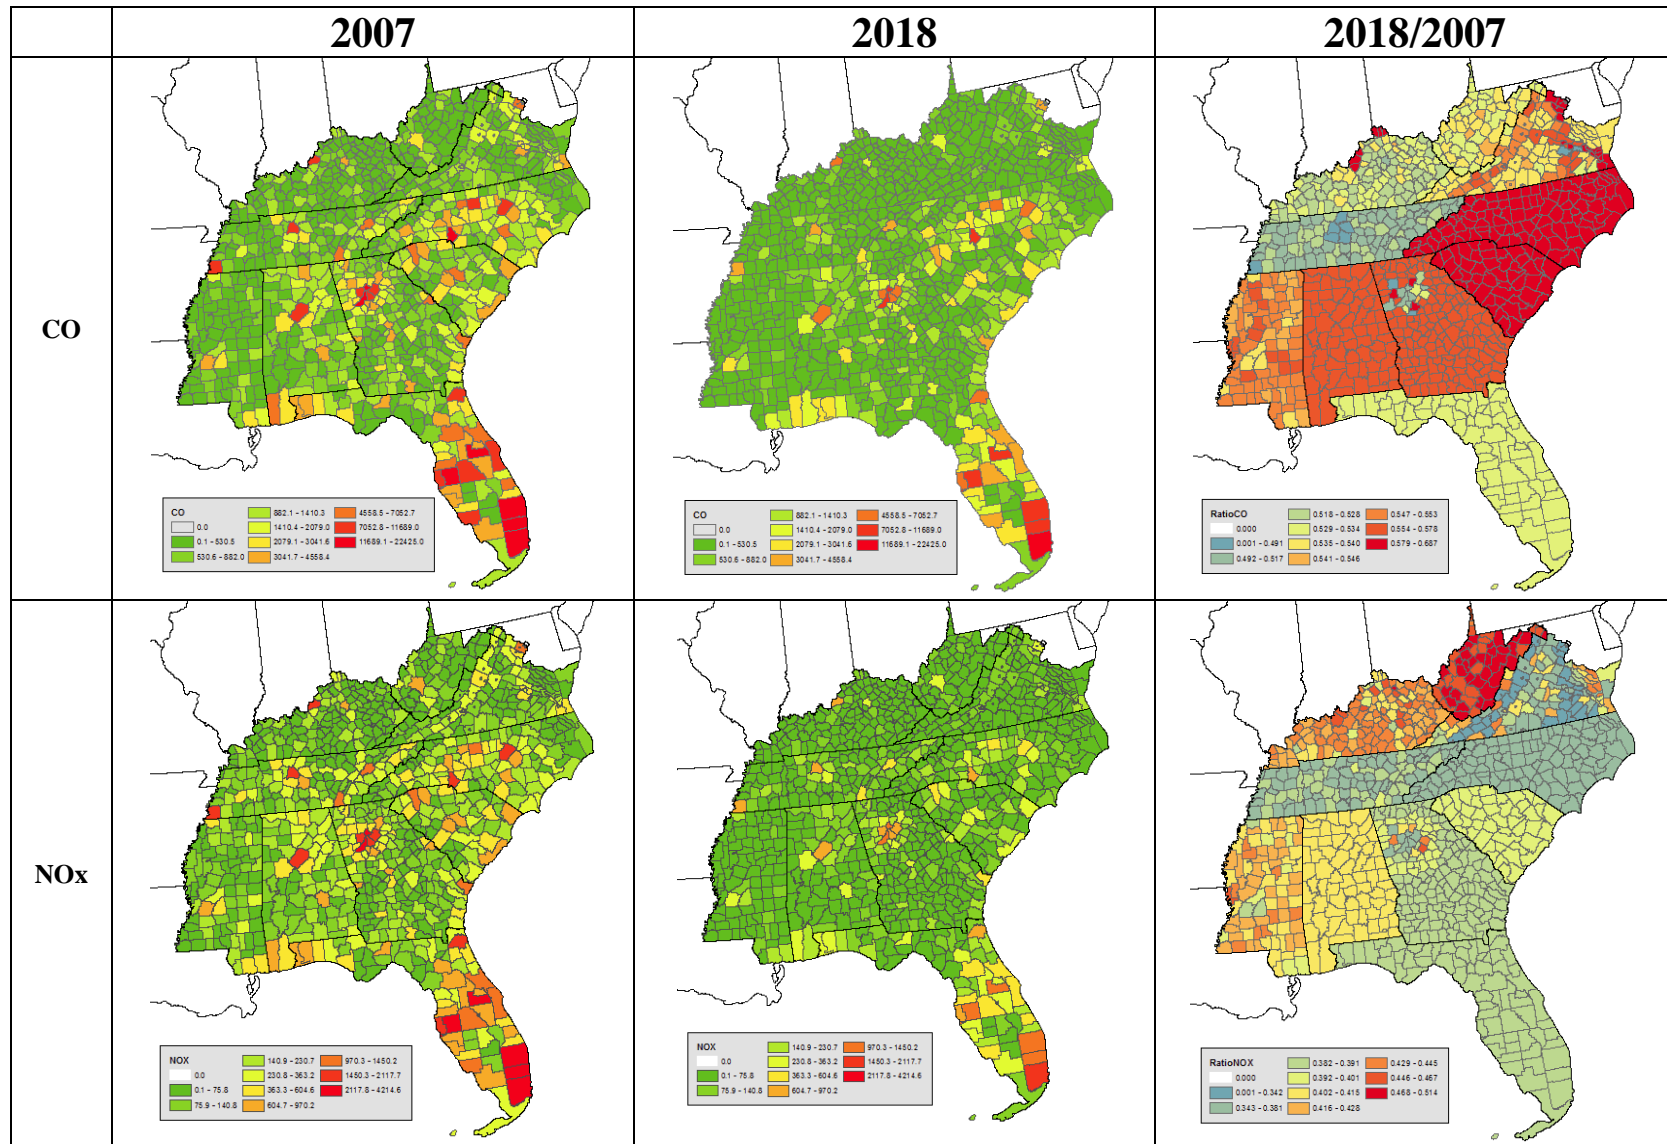 2007
2018
2018/2007
CO
CO
0.0
0.1 - 530.5
530.6 - 882.0
882.1 - 1410.3
1410.4 - 2079.0
2079.1 - 3041.6
3041.7 - 4558.4
4558.5 - 7052.7
7052.8 - 11689.0
11689.1 - 22425.0
CO
0.0
0.1 - 530.5
530.6 - 882.0
882.1 - 1410.3
1410.4 - 2079.0
2079.1 - 3041.6
3041.7 - 4558.4
4558.5 - 7052.7
7052.8 - 11689.0
11689.1 - 22425.0
RatioCO
0.000
0.001 - 0.491
0.492 - 0.517
0.518 - 0.528
0.529 - 0.534
0.535 - 0.540
0.541 - 0.546
0.547 - 0.553
0.554 - 0.578
0.579 - 0.687
NOx
NOX
0.0
0.1 - 75.8
75.9 - 140.8
140.9 - 230.7
230.8 - 363.2
363.3 - 604.6
604.7 - 970.2
970.3 - 1450.2
1450.3 - 2117.7
2117.8 - 4214.6
NOX
0.0
0.1 - 75.8
75.9 - 140.8
140.9 - 230.7
230.8 - 363.2
363.3 - 604.6
604.7 - 970.2
970.3 - 1450.2
1450.3 - 2117.7
2117.8 - 4214.6
RatioNOX
0.000
0.001 - 0.342
0.343 - 0.381
0.382 - 0.391
0.392 - 0.401
0.402 - 0.415
0.416 - 0.428
0.429 - 0.445
0.446 - 0.467
0.468 - 0.514